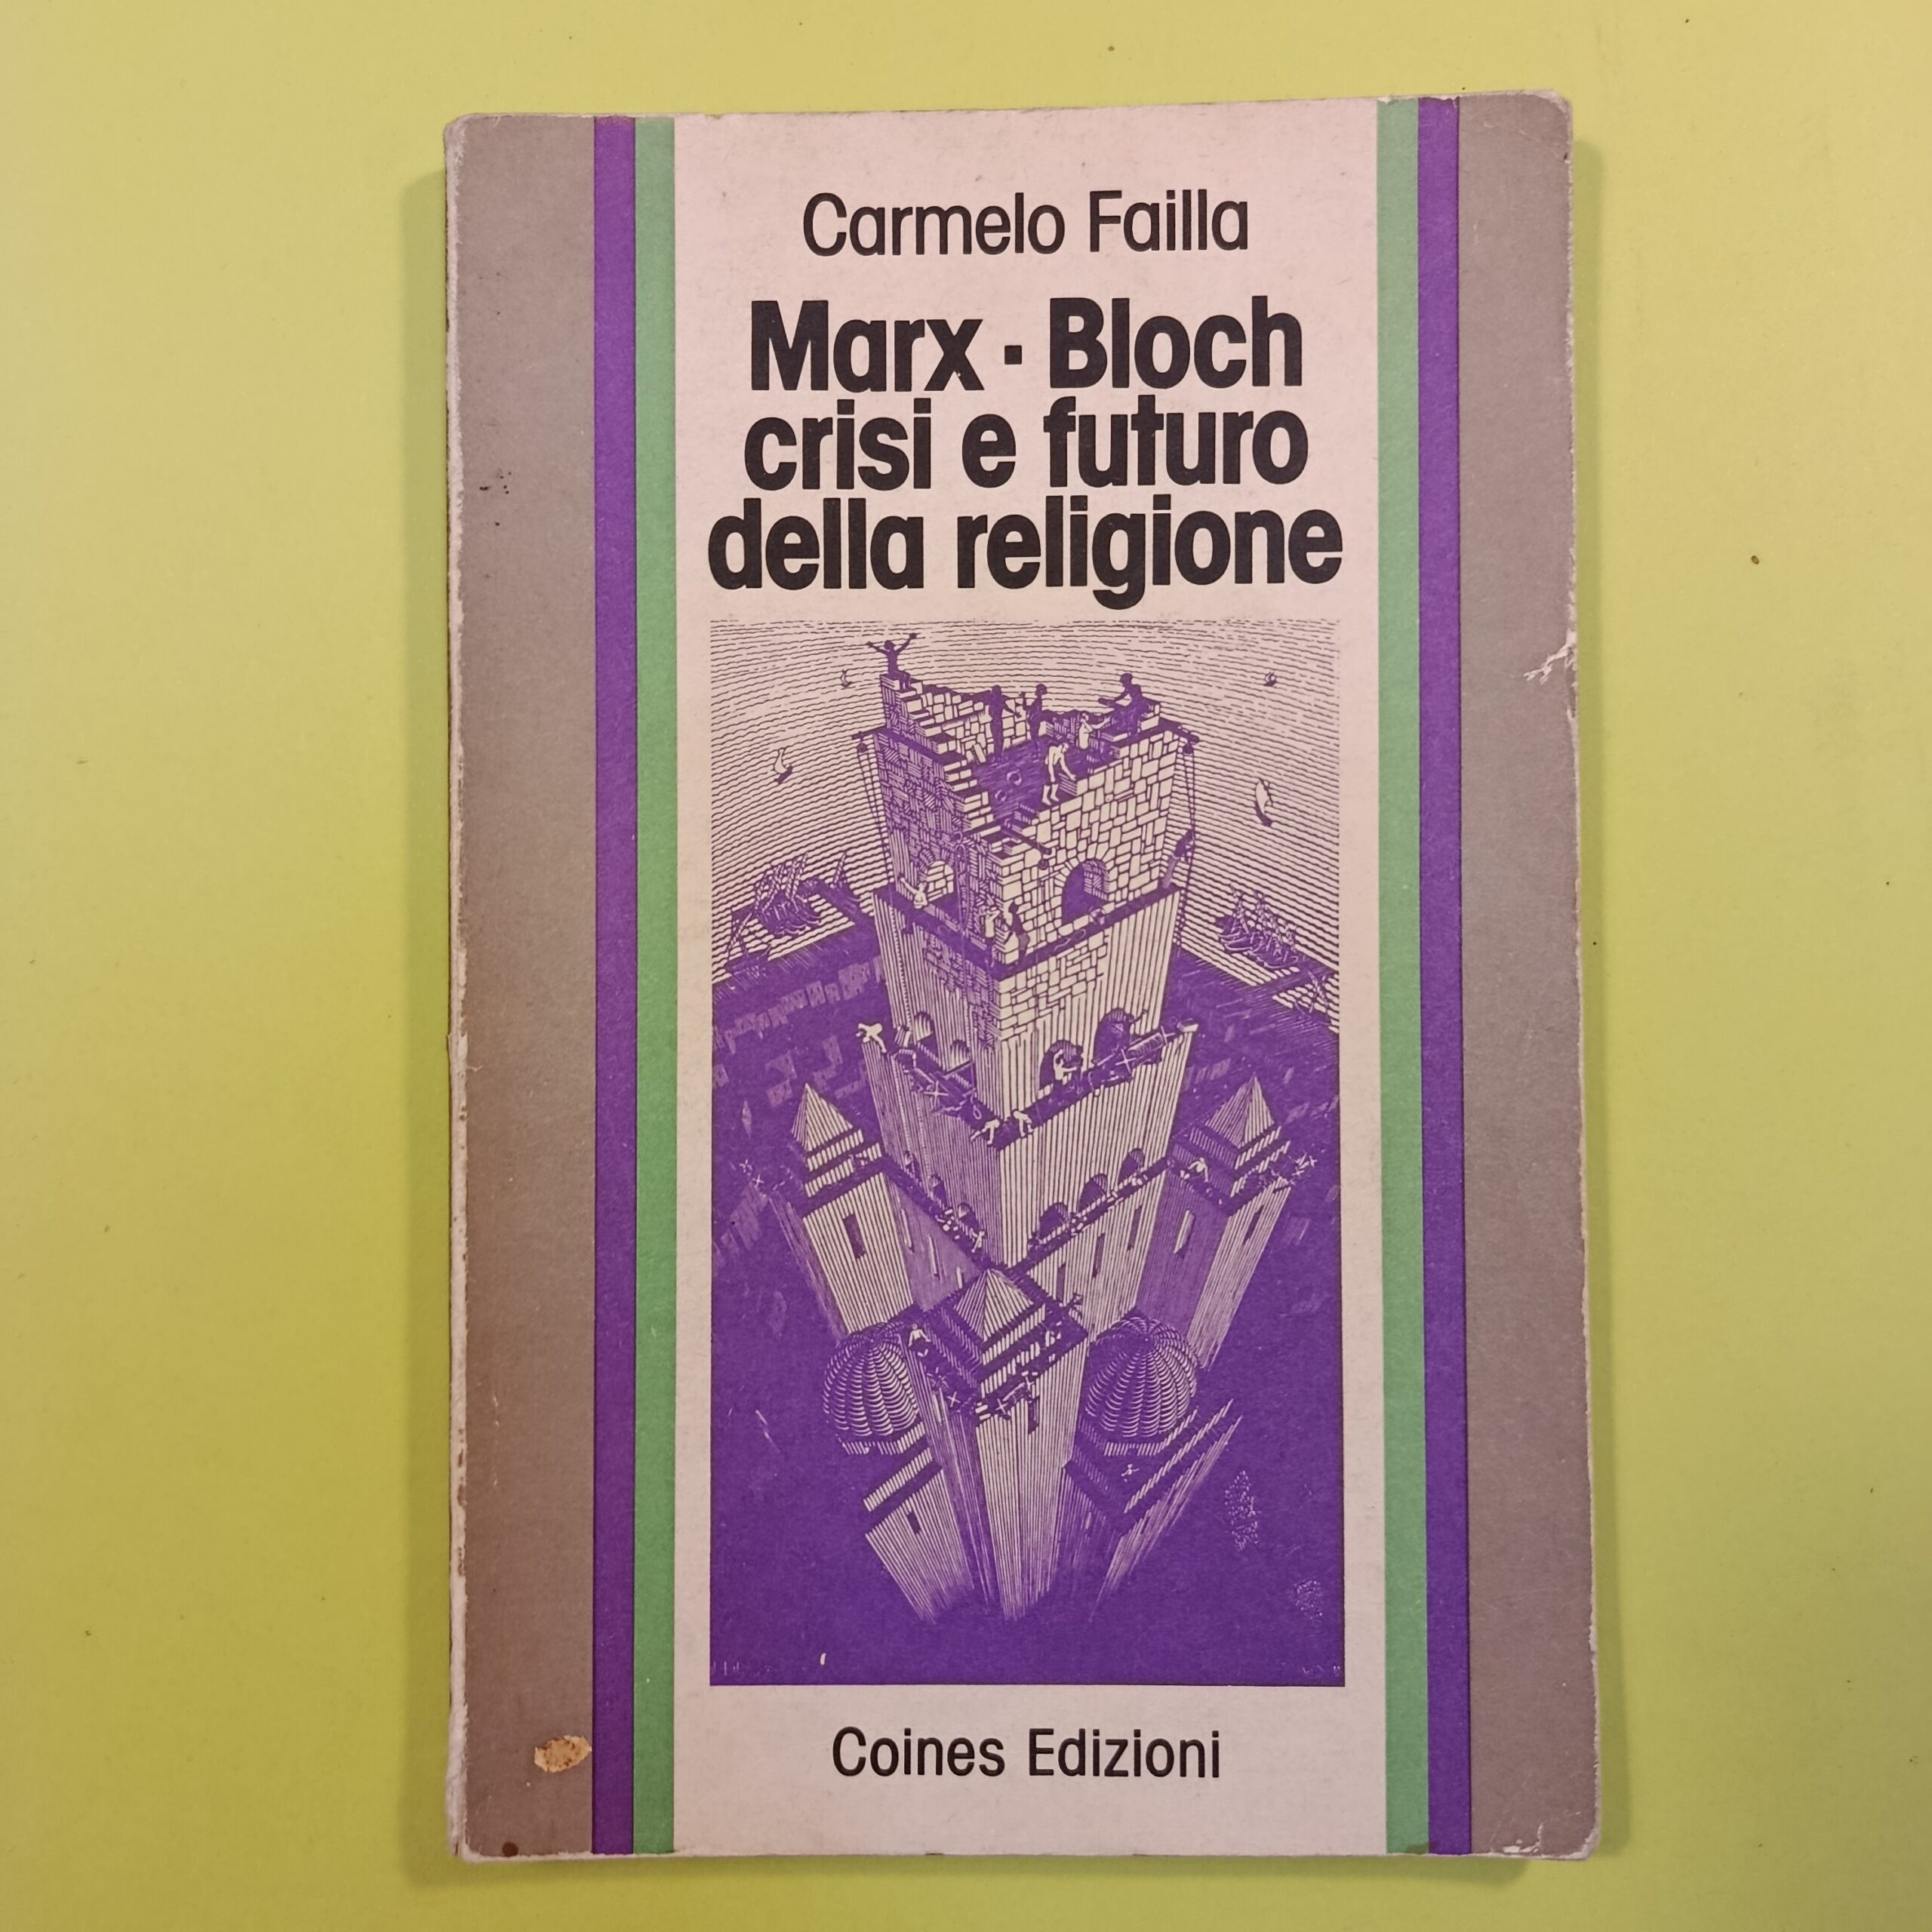 Carmelo Failla
Marx · Bloch
crisi e futuro
della religione
Coines Edizioni